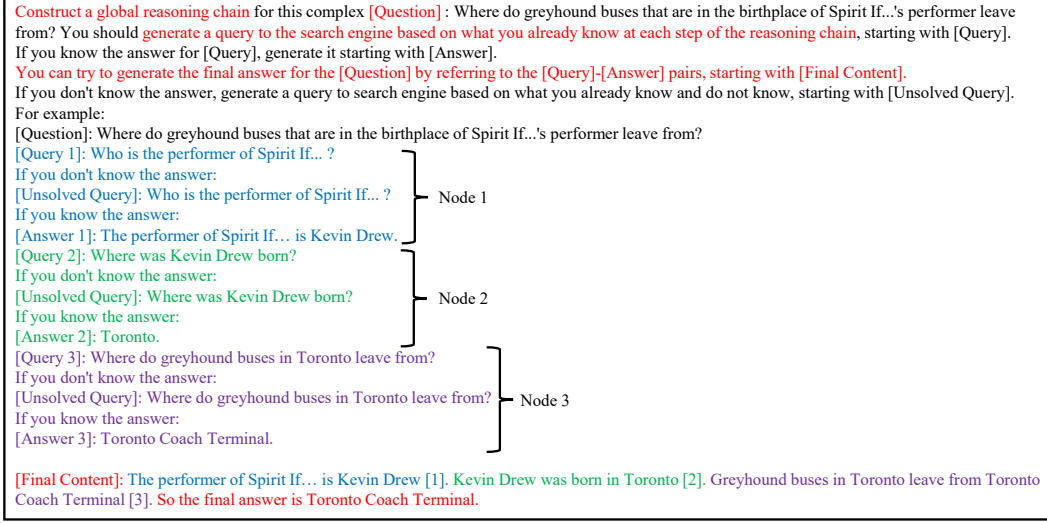 Construct a global reasoning chain for this complex [Question] : Where do greyhound buses that are in the birthplace of Spirit If...'s performer leave
from? You should generate a query to the search engine based on what you already know at each step of the reasoning chain, starting with [Query].
If you know the answer for [Query], generate it starting with [Answer].
You can try to generate the final answer for the [Question] by referring to the [Query]-[Answer] pairs, starting with [Final Content].
If you don't know the answer, generate a query to search engine based on what you already know and do not know, starting with [Unsolved Query].
For example:
[Question]: Where do greyhound buses that are in the birthplace of Spirit If...'s performer leave from?
[Query 1]: Who is the performer of Spirit If... ?
If you don't know the answer:
[Unsolved Query]: Who is the performer of Spirit If... ?
Node 1
If you know the answer:
[Answer 1]: The performer of Spirit If… is Kevin Drew.
[Query 2]: Where was Kevin Drew born?
If you don't know the answer:
[Unsolved Query]: Where was Kevin Drew born?
Node 2
If you know the answer:
[Answer 2]: Toronto.
[Query 3]: Where do greyhound buses in Toronto leave from?
If you don't know the answer:
[Unsolved Query]: Where do greyhound buses in Toronto leave from?
Node 3
If you know the answer:
[Answer 3]: Toronto Coach Terminal.
[Final Content]: The performer of Spirit If… is Kevin Drew [1]. Kevin Drew was born in Toronto [2]. Greyhound buses in Toronto leave from Toronto
Coach Terminal [3]. So the final answer is Toronto Coach Terminal.